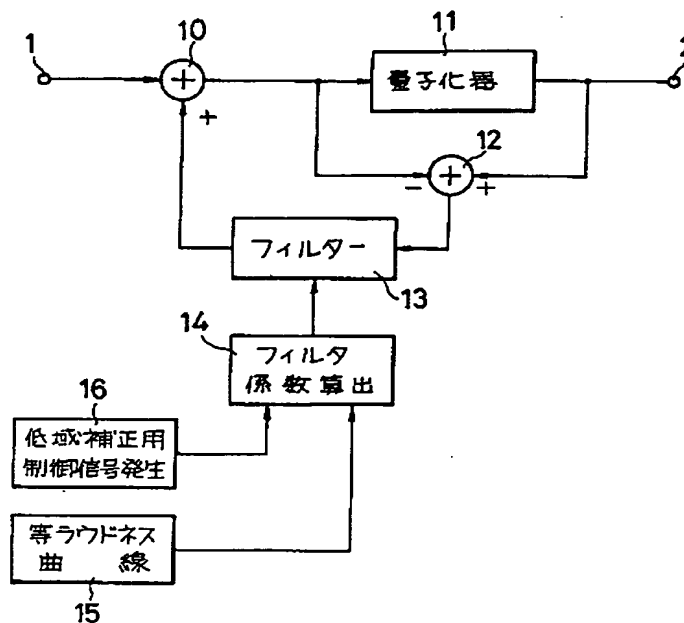 1
10
11
2
量子化器
12
+
+
−
+
+
フィルター
13
14
フィルタ
係数算出
16
低域補正用
制御信号発生
等ラウドネス
曲線
15